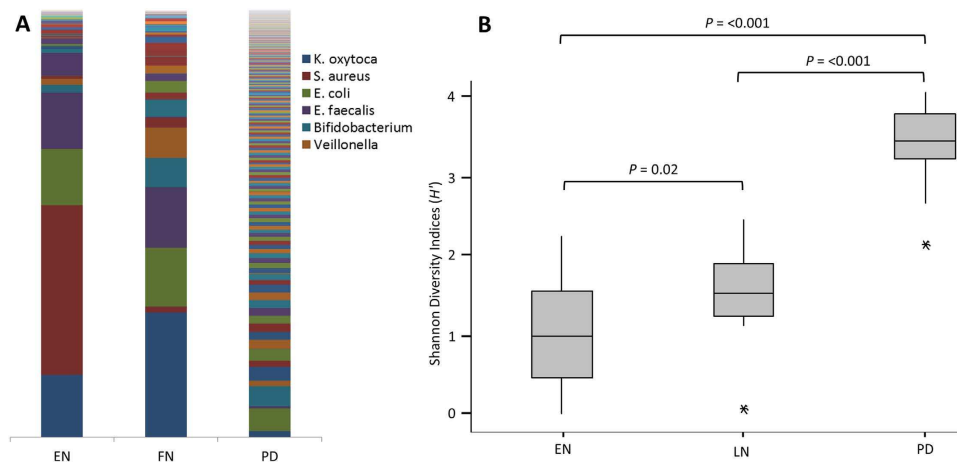 A
K. oxytoca
S. aureus
E. coli
E. faecalis
Bifidobacterium
Veillonella
EN FN PD
B
P = <0.001
P = <0.001
P = 0.02
Shannon Diversity Indices (H')
4
3
2
1
0
EN LN PD